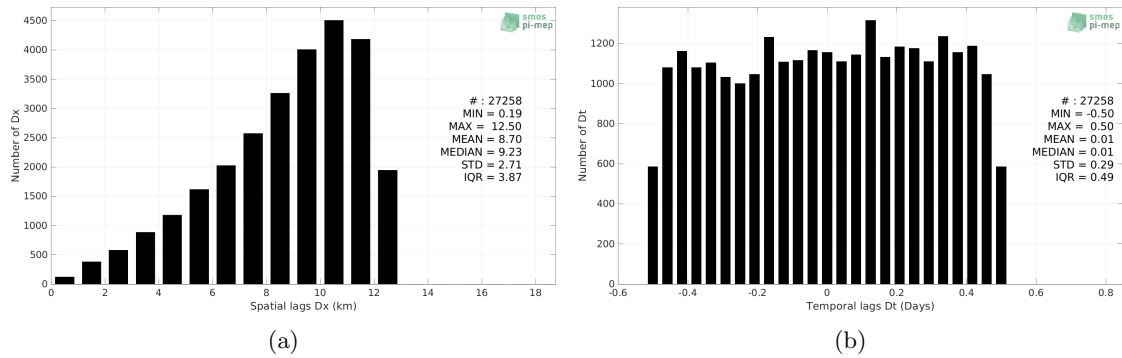 4500
4000
3500
3000
2500
2000
1500
1000
500
0
Number of Dx
smos
pi-mep
# : 27258
MIN = 0.19
MAX = 12.50
MEAN = 8.70
MEDIAN = 9.23
STD = 2.71
IQR = 3.87
0 2 4 6 8 10 12 14 16 18
Spatial lags Dx (km)
(a)
1200
1000
800
600
400
200
0
Number of Dt
smos
pi-mep
# : 27258
MIN = -0.50
MAX = 0.50
MEAN = 0.01
MEDIAN = 0.01
STD = 0.29
IQR = 0.49
-0.6 -0.4 -0.2 0 0.2 0.4 0.6 0.8
Temporal lags Dt (Days)
(b)